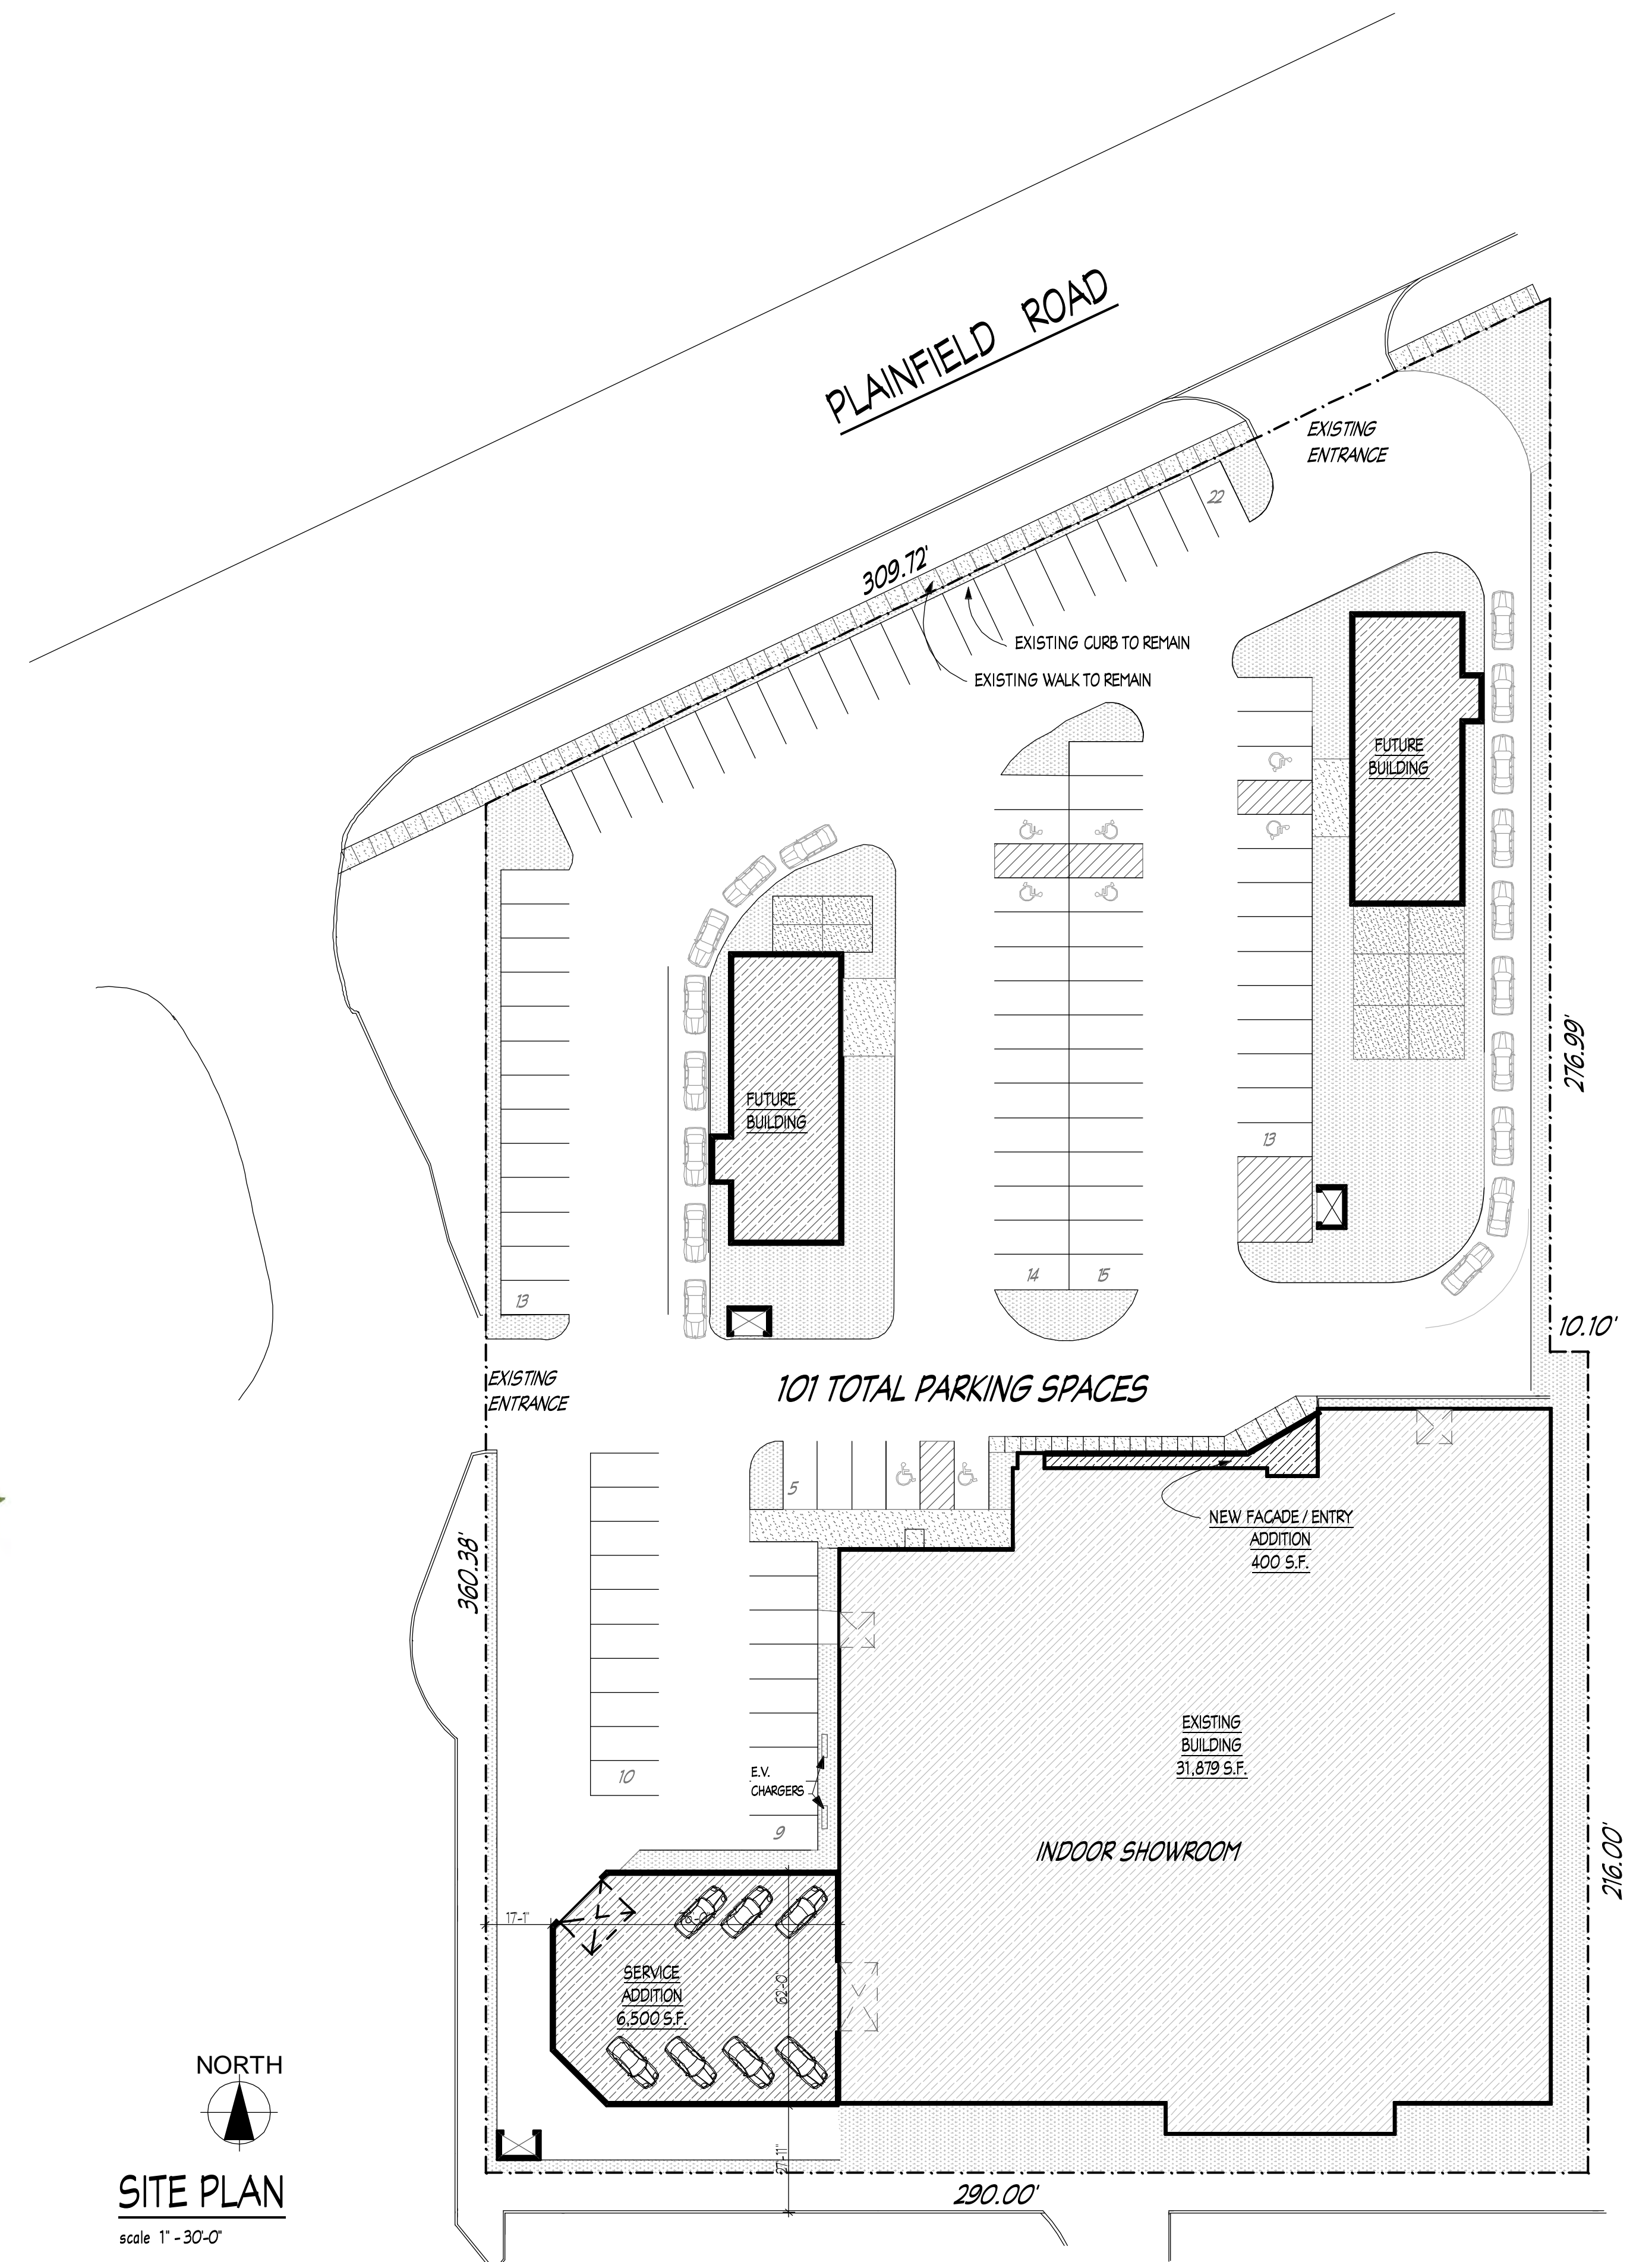 PLAINFIELD ROAD
EXISTING
ENTRANCE
22
309.72'
EXISTING CURB TO REMAIN
EXISTING WALK TO REMAIN
FUTURE
BUILDING
276.99'
FUTURE
BUILDING
13
14
15
13
10.10'
EXISTING
ENTRANCE
101 TOTAL PARKING SPACES
5
NEW FACADE / ENTRY
ADDITION
400 S.F.
360.38'
EXISTING
BUILDING
31,879 S.F.
10
E.V.
CHARGERS
9
INDOOR SHOWROOM
216.00'
17'-1"
SERVICE
ADDITION
6,500 S.F.
62'-0"
NORTH
27'-11"
SITE PLAN
290.00'
scale 1" - 30'-0"